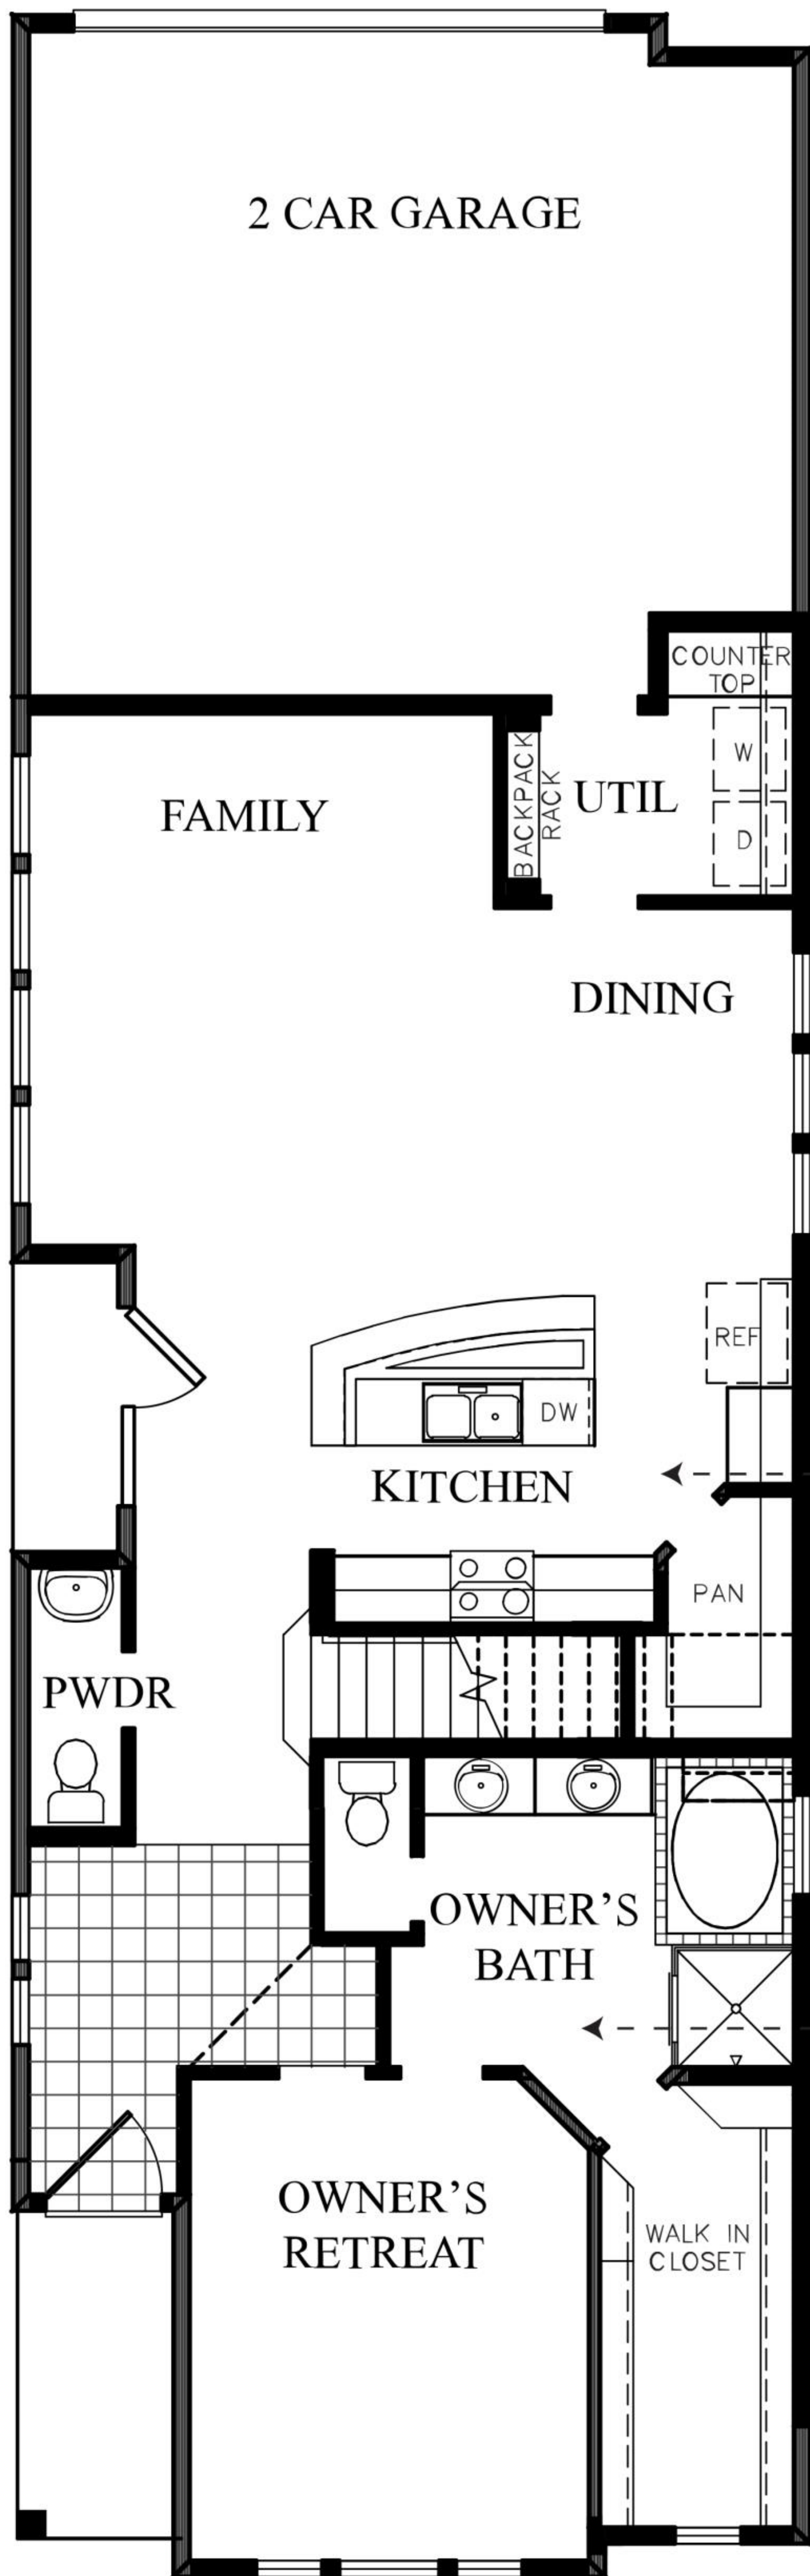 2 CAR GARAGE
COUNTER
TOP
W
D
BACKPACK
RACK
UTIL
FAMILY
DINING
REF
DW
KITCHEN
PAN
PWDR
OWNER'S
BATH
OWNER'S
RETREAT
WALK IN
CLOSET